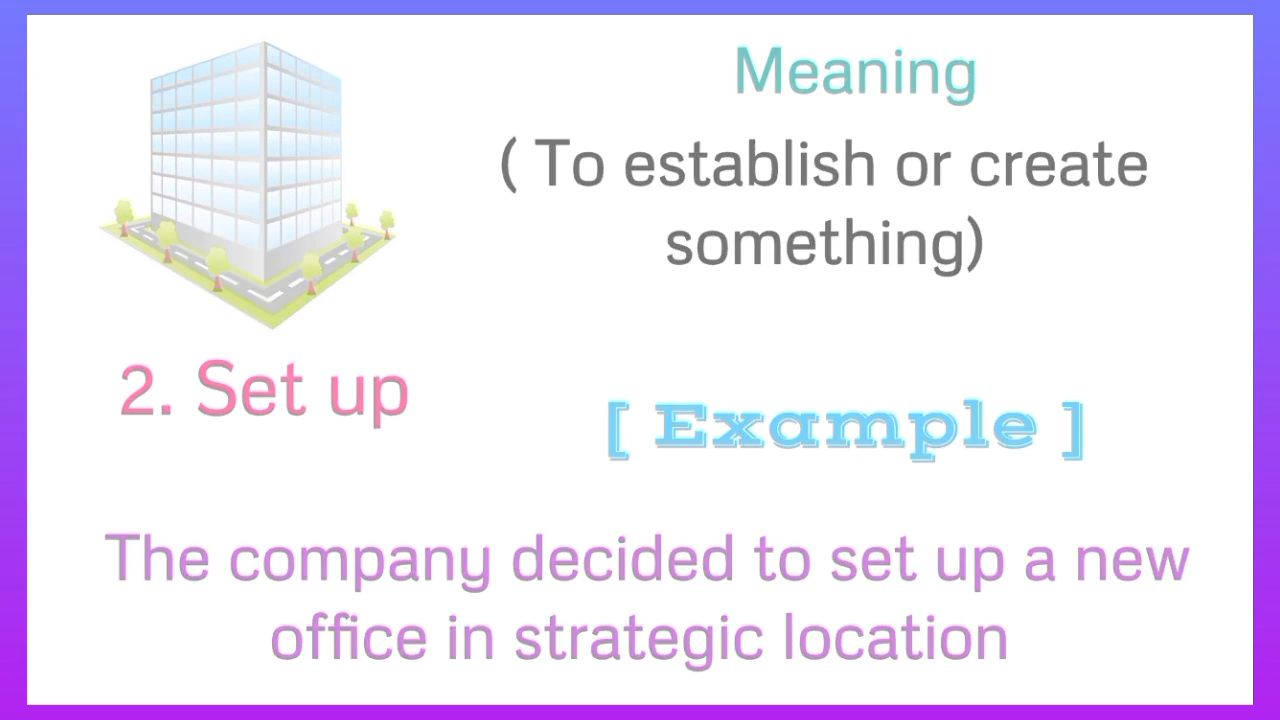 Meaning
( To establish or create
something)
2. Set up
[ Example ]
The company decided to set up a new
office in strategic location